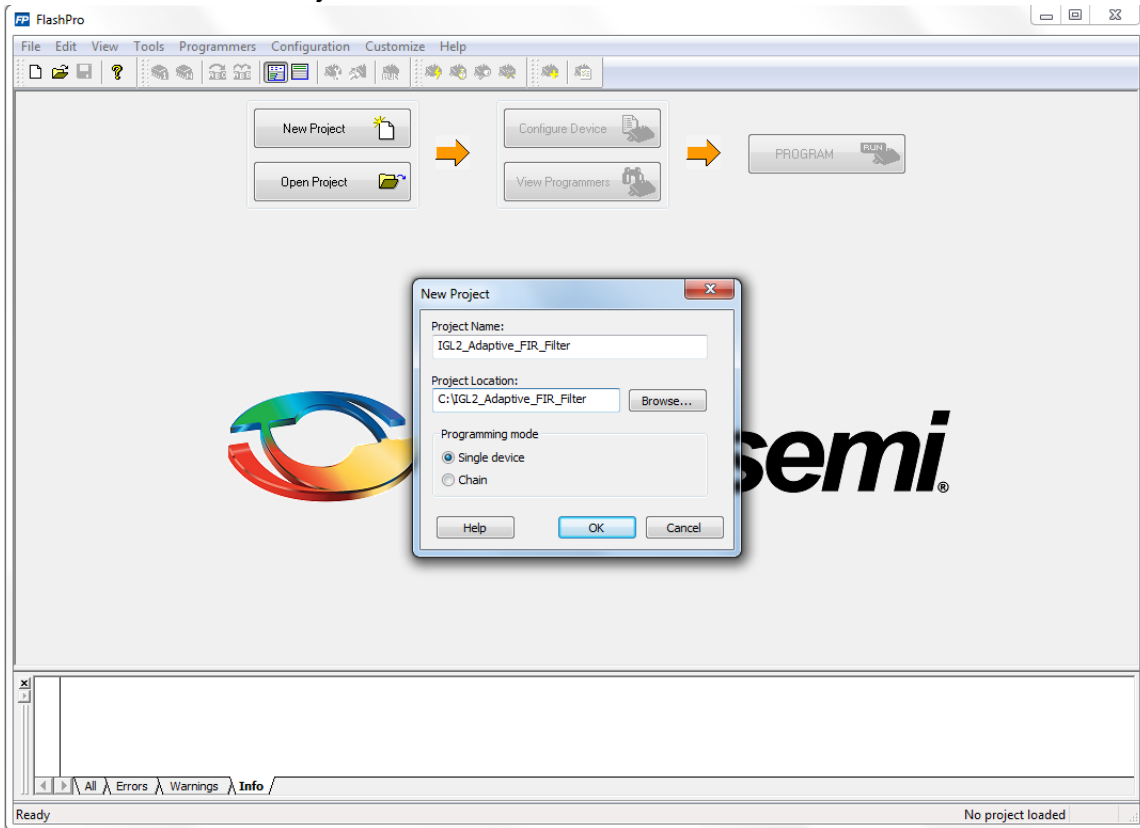 FlashPro
File Edit View Tools Programmers Configuration Customize Help
New Project
Open Project
Configure Device
View Programmers
PROGRAM
RUN
New Project
Project Name:
IGL2_Adaptive_FIR_Filter
Project Location:
C:\IGL2_Adaptive_FIR_Filter
Browse...
Programming mode
Single device
Chain
Help OK Cancel
semi®
All Errors Warnings Info
Ready No project loaded